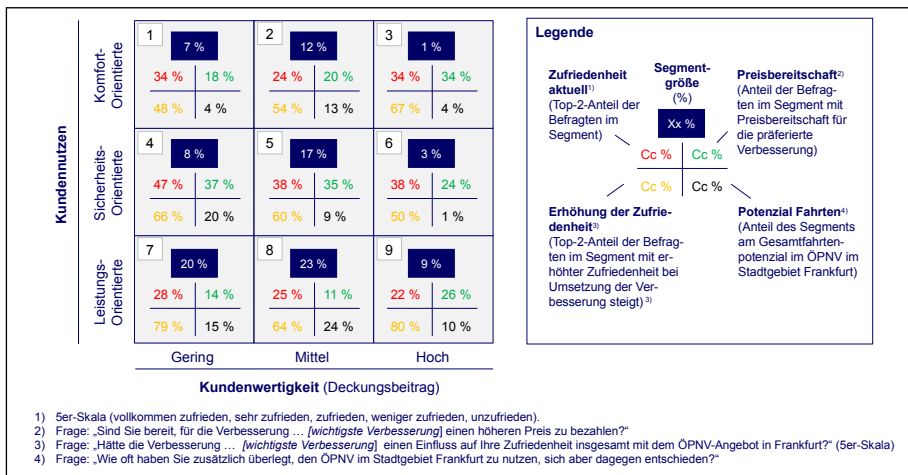 Kundennutzen
Komfort-
Orientierte
1
7 %
34 % 18 %
48 % 4 %
2
12 %
24 % 20 %
54 % 13 %
3
1 %
34 % 34 %
67 % 4 %
Sicherheits-
Orientierte
4
8 %
47 % 37 %
66 % 20 %
5
17 %
38 % 35 %
60 % 9 %
6
3 %
38 % 24 %
50 % 1 %
Leistungs-
Orientierte
7
20 %
28 % 14 %
79 % 15 %
8
23 %
25 % 11 %
64 % 24 %
9
9 %
22 % 26 %
80 % 10 %
Gering Mittel Hoch
Kundenwertigkeit (Deckungsbeitrag)
Legende
Zufriedenheit
aktuell1)
(Top-2-Anteil der
Befragten im
Segment)
Segment-
größe
(%)
Xx %
Cc % Cc %
Cc % Cc %
Preisbereitschaft2)
(Anteil der Befrag-
ten im Segment mit
Preisbereitschaft für
die präferierte
Verbesserung)
Erhöhung der Zufrie-
denheit3)
(Top-2-Anteil der Befrag-
ten im Segment mit er-
höhter Zufriedenheit bei
Umsetzung der Ver-
besserung steigt) 3)
Potenzial Fahrten4)
(Anteil des Segments
am Gesamtfahrten-
potenzial im ÖPNV im
Stadtgebiet Frankfurt)
1) 5er-Skala (vollkommen zufrieden, sehr zufrieden, zufrieden, weniger zufrieden, unzufrieden).
2) Frage: „Sind Sie bereit, für die Verbesserung ... [wichtigste Verbesserung] einen höheren Preis zu bezahlen?“
3) Frage: „Hätte die Verbesserung ... [wichtigste Verbesserung] einen Einfluss auf Ihre Zufriedenheit insgesamt mit dem ÖPNV-Angebot in Frankfurt?“ (5er-Skala)
4) Frage: „Wie oft haben Sie zusätzlich überlegt, den ÖPNV im Stadtgebiet Frankfurt zu nutzen, sich aber dagegen entschieden?“